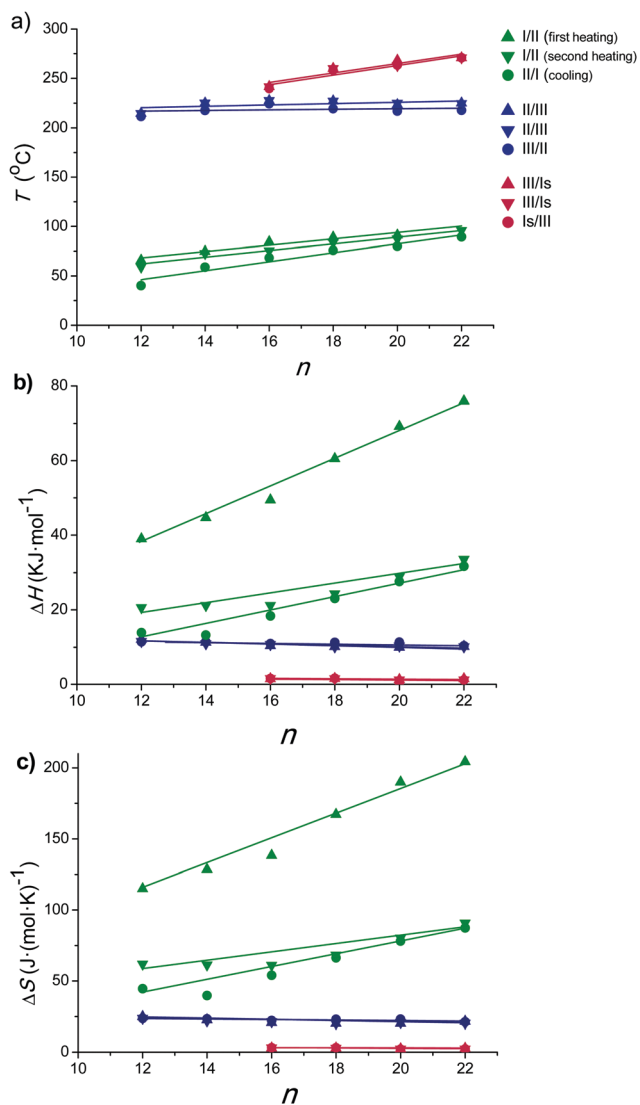 a)
300
250
200
150
100
50
0
T (°C)
10 12 14 16 18 20 22
n
I/II (first heating)
I/II (second heating)
II/I (cooling)
II/III
II/III
III/II
III/Is
III/Is
Is/III
b)
80
60
40
20
0
ΔH (KJ·mol⁻¹)
10 12 14 16 18 20 22
n
c)
200
150
100
50
0
ΔS (J·(mol·K)⁻¹)
10 12 14 16 18 20 22
n